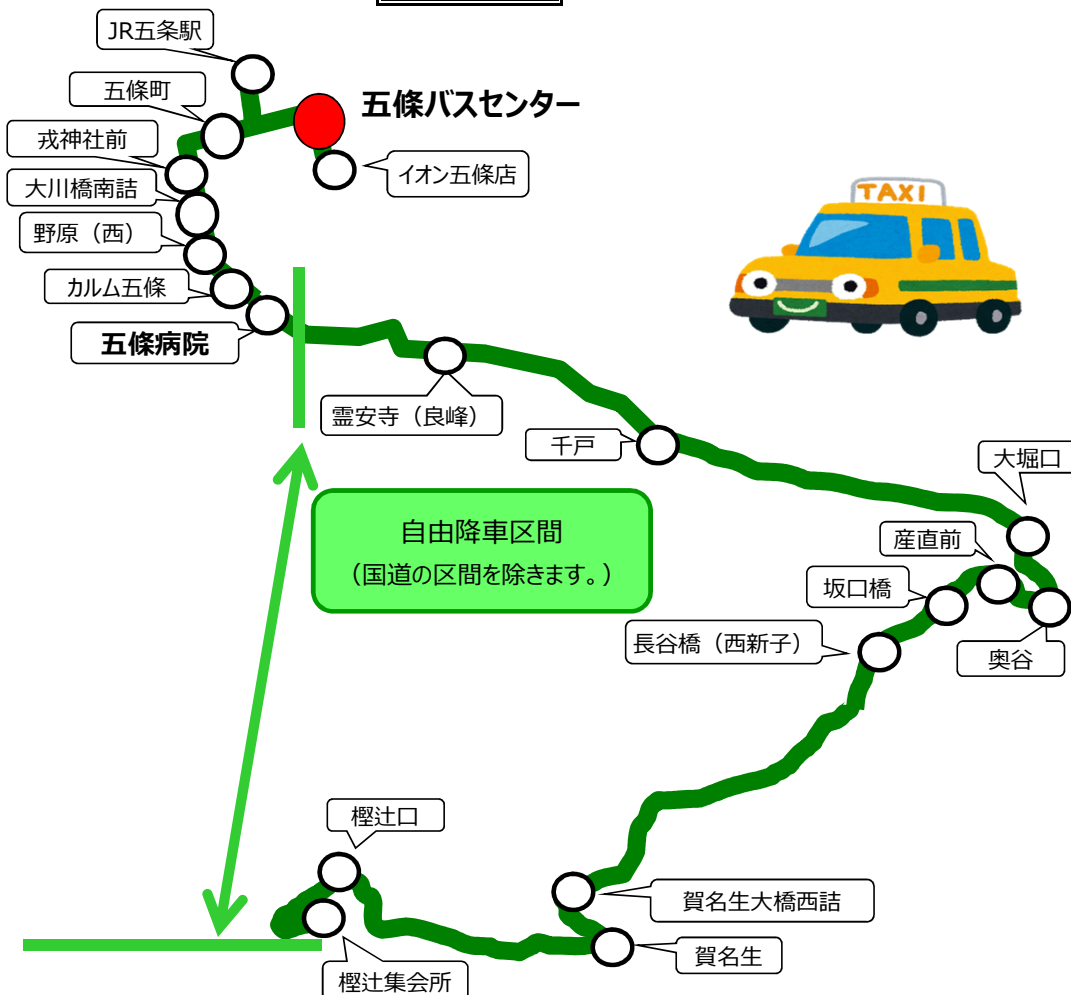 JR五条駅
五條町
五條バスセンター
戎神社前
イオン五條店
大川橋南詰
TAXI
野原（西）
カルム五條
五條病院
霊安寺（良峰）
千戸
大堀口
自由降車区間
（国道の区間を除きます。）
産直前
坂口橋
長谷橋（西新子）
奥谷
樫辻口
賀名生大橋西詰
賀名生
樫辻集会所